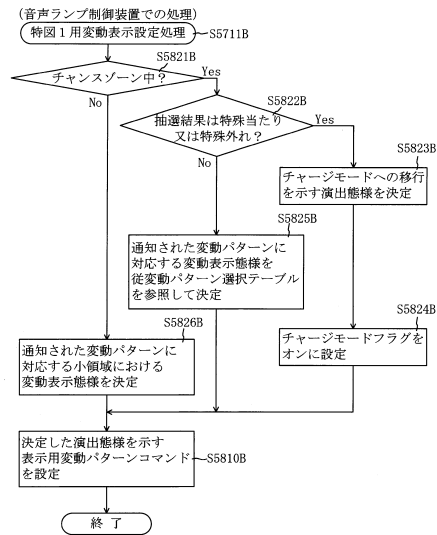 (音声ランプ制御装置での処理)
特図1用変動表示設定処理
S5711B
S5821B
チャンスゾーン中?
Yes
No
S5822B
抽選結果は特殊当たり
又は特殊外れ?
Yes
No
S5823B
チャージモードへの移行
を示す演出態様を決定
S5825B
通知された変動パターンに
対応する変動表示態様を
従変動パターン選択テーブル
を参照して決定
S5824B
チャージモードフラグを
オンに設定
S5826B
通知された変動パターンに
対応する小領域における
変動表示態様を決定
決定した演出態様を示す
表示用変動パターンコマンド
を設定
S5810B
終了